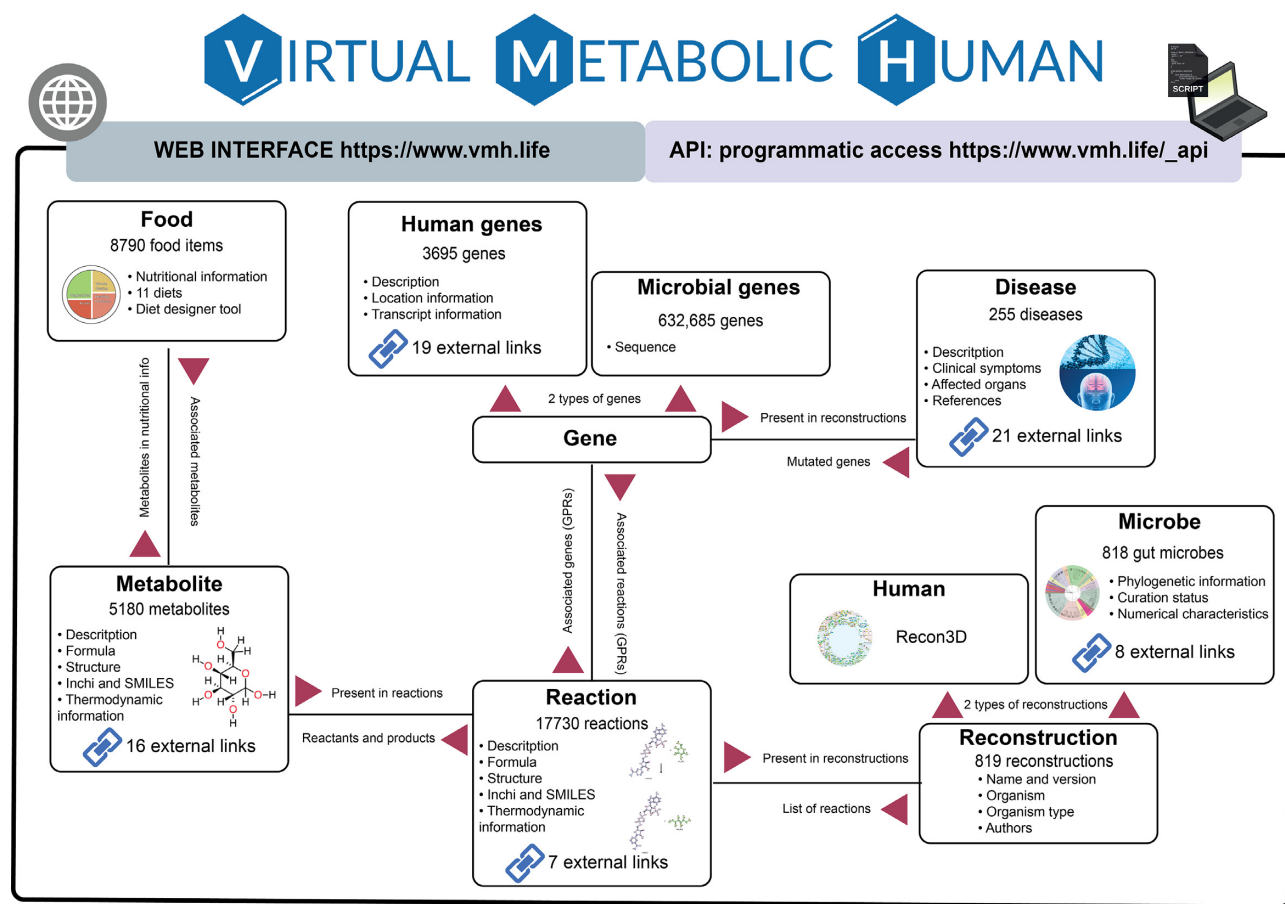 VIRTUAL METABOLIC HUMAN
SCRIPT
WEB INTERFACE https://www.vmh.life
API: programmatic access https://www.vmh.life/_api
Food
8790 food items
• Nutritional information
• 11 diets
• Diet designer tool
Human genes
3695 genes
• Description
• Location information
• Transcript information
19 external links
Microbial genes
632,685 genes
• Sequence
Disease
255 diseases
• Descritption
• Clinical symptoms
• Affected organs
• References
21 external links
2 types of genes
Gene
Present in reconstructions
Mutated genes
Metabolites in nutritional info
Associated metabolites
Associated genes (GPRs)
Associated reactions (GPRs)
Metabolite
5180 metabolites
• Descritption
• Formula
• Structure
• Inchi and SMILES
• Thermodynamic
information
16 external links
H
O
H
H
H
O
O
H
O
O
H
O
H
Present in reactions
Reactants and products
Reaction
17730 reactions
• Descritption
• Formula
• Structure
• Inchi and SMILES
• Thermodynamic
information
7 external links
Human
Recon3D
Microbe
818 gut microbes
• Phylogenetic information
• Curation status
• Numerical characteristics
8 external links
2 types of reconstructions
Present in reconstructions
List of reactions
Reconstruction
819 reconstructions
• Name and version
• Organism
• Organism type
• Authors